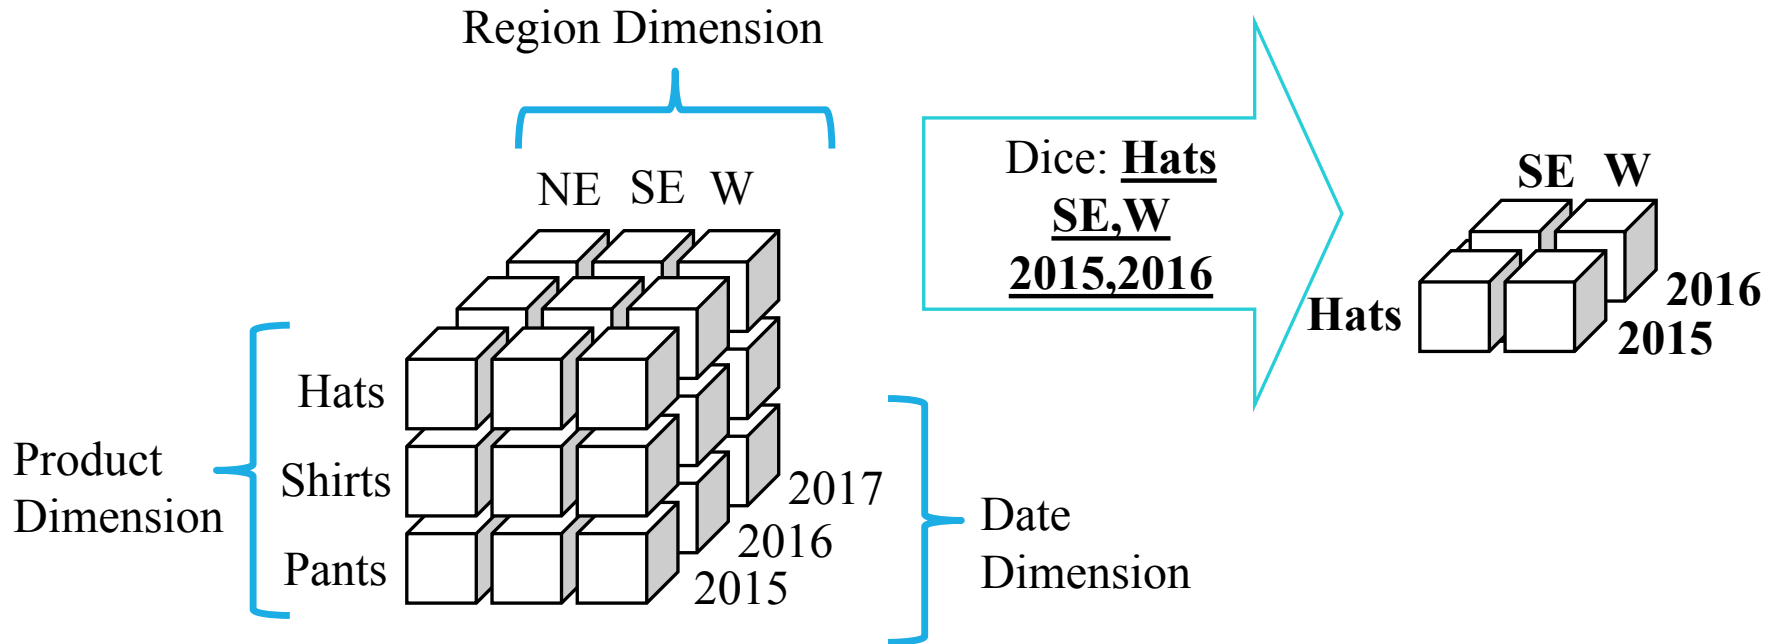 Region Dimension
NE SE W
Dice: Hats
SE,W
2015,2016
SE W
Hats
2016
2015
Product
Dimension
Hats
Shirts
Pants
2017
2016
2015
Date
Dimension